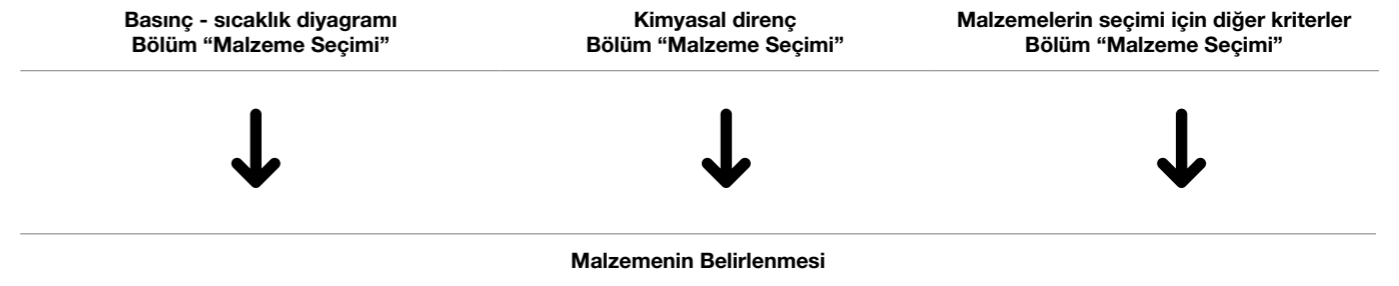 Basınç - sıcaklık diyagramı
Bölüm “Malzeme Seçimi”
Kimyasal direnç
Bölüm “Malzeme Seçimi”
Malzemelerin seçimi için diğer kriterler
Bölüm “Malzeme Seçimi”
Malzemenin Belirlenmesi